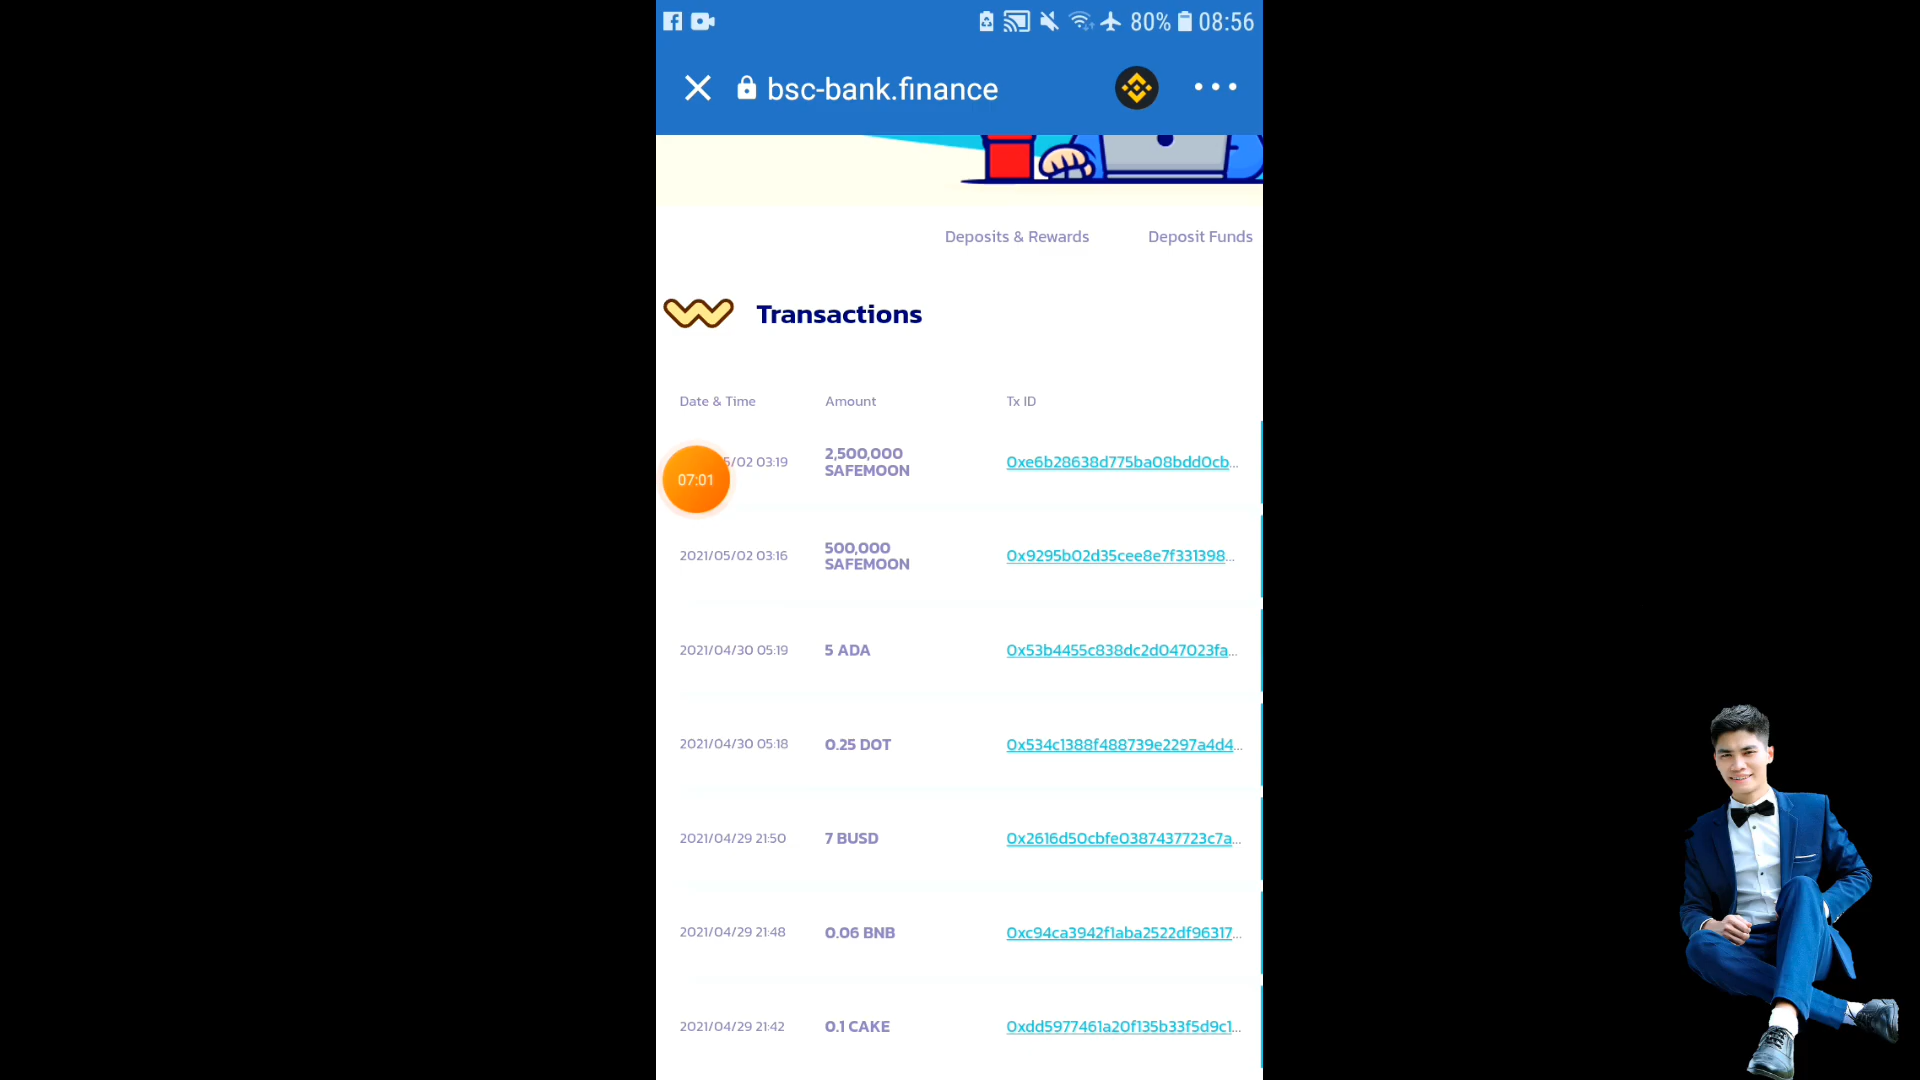 80% 08:56
bsc-bank.finance
Deposits & Rewards Deposit Funds
Transactions
Date & Time Amount Tx ID
5/02 03:19 2,500,000 SAFEMOON 0xe6b28638d775ba08bdd0cb...
07:01
2021/05/02 03:16 500,000 SAFEMOON 0x9295b02d35cee8e7f331398...
2021/04/30 05:19 5 ADA 0x53b4455c838dc2d047023fa...
2021/04/30 05:18 0.25 DOT 0x534c1388f488739e2297a4d4...
2021/04/29 21:50 7 BUSD 0x2616d50cbfe0387437723c7a...
2021/04/29 21:48 0.06 BNB 0xc94ca3942f1aba2522df96317...
2021/04/29 21:42 0.1 CAKE 0xdd5977461a20f135b33f5d9c1...